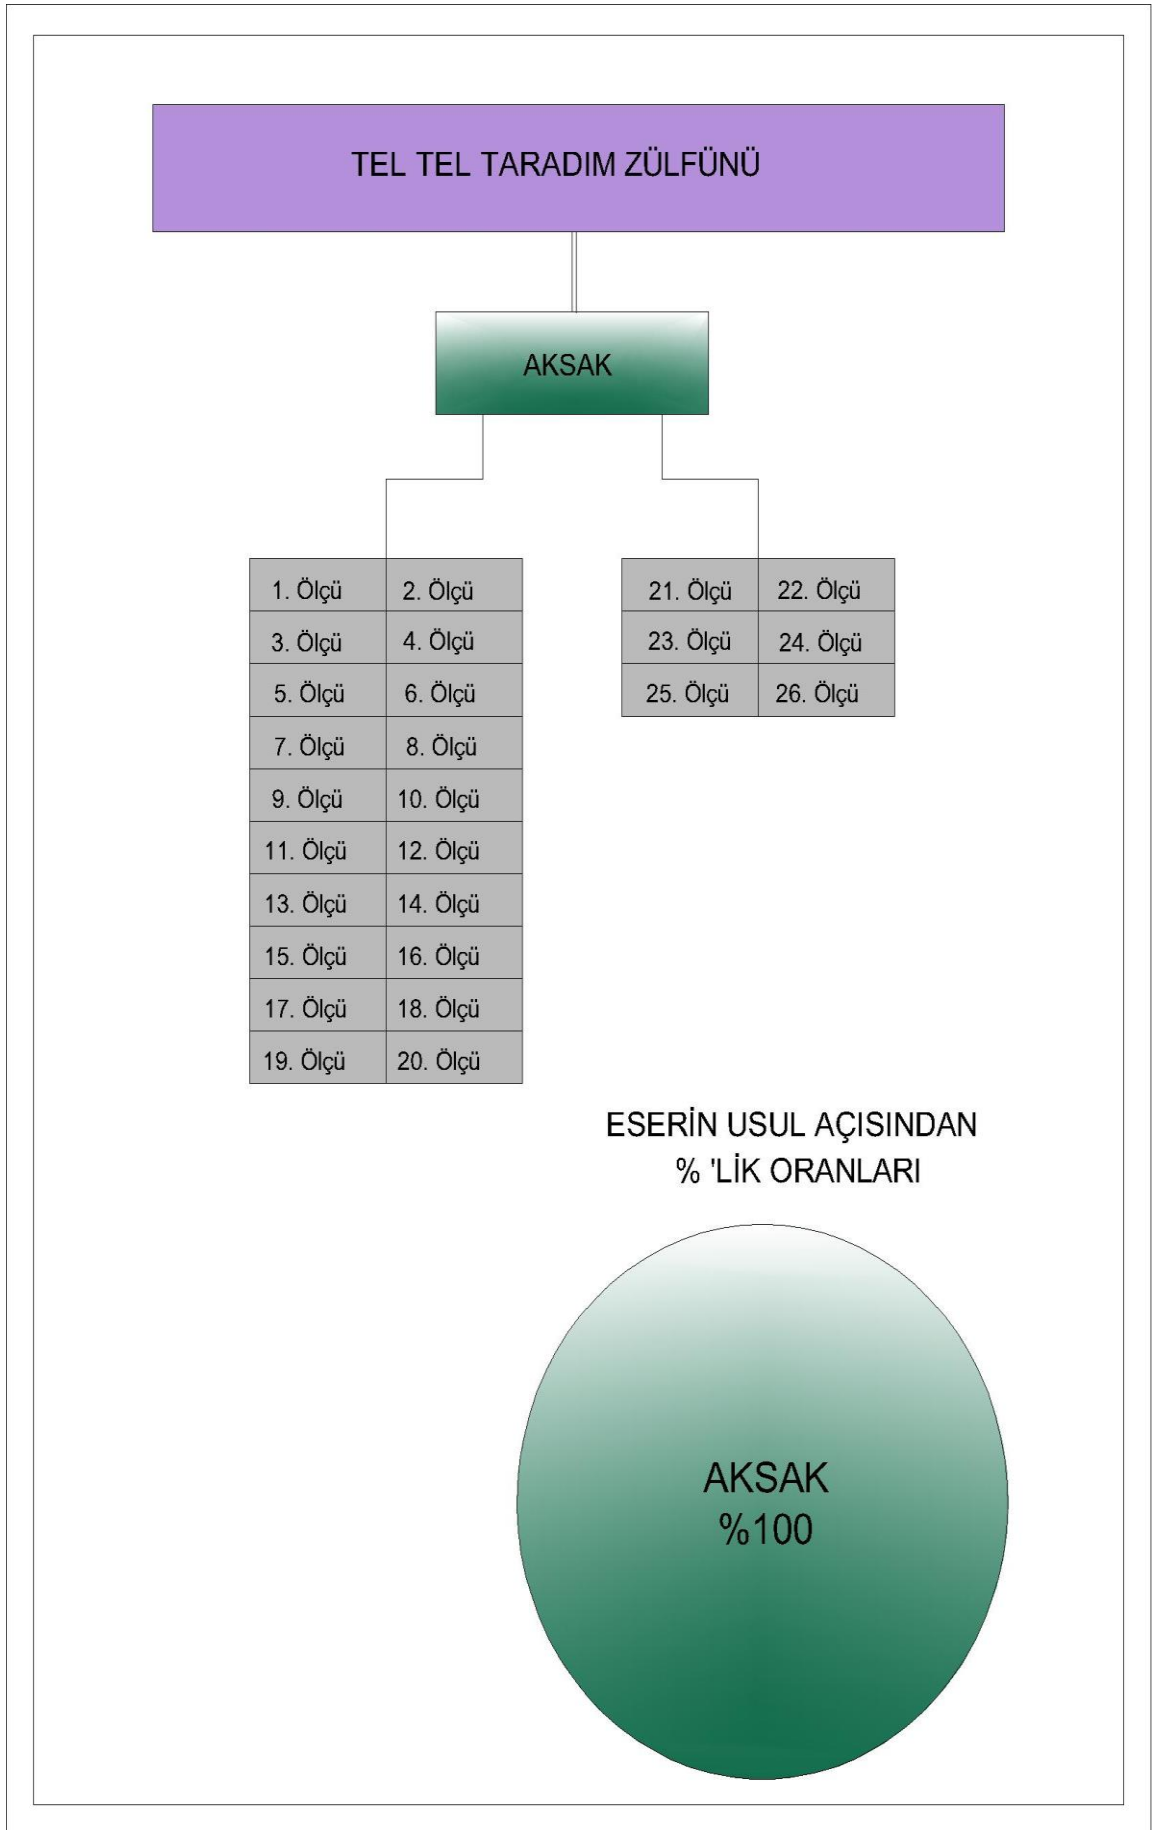 TEL TEL TARADIM ZÜLFÜNÜ
AKSAK
1. Ölçü 2. Ölçü
3. Ölçü 4. Ölçü
5. Ölçü 6. Ölçü
7. Ölçü 8. Ölçü
9. Ölçü 10. Ölçü
11. Ölçü 12. Ölçü
13. Ölçü 14. Ölçü
15. Ölçü 16. Ölçü
17. Ölçü 18. Ölçü
19. Ölçü 20. Ölçü
21. Ölçü 22. Ölçü
23. Ölçü 24. Ölçü
25. Ölçü 26. Ölçü
ESERİN USUL AÇISINDAN
% 'LİK ORANLARI
AKSAK
%100